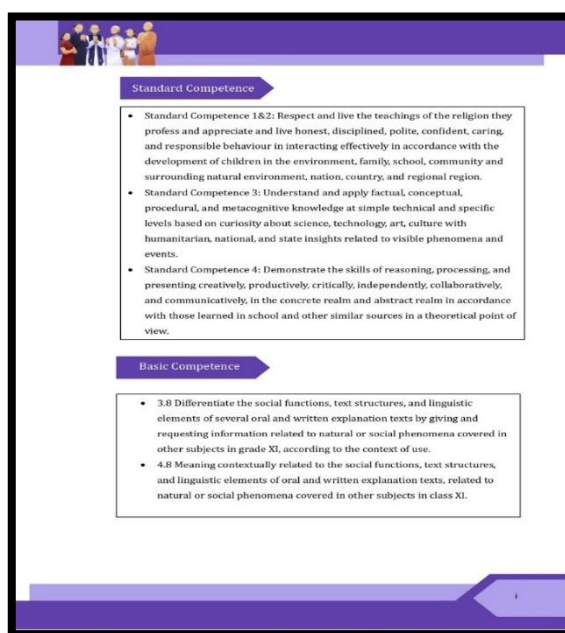 Standard Competence
• Standard Competence 1&2: Respect and live the teachings of the religion they
profess and appreciate and live honest, disciplined, polite, confident, caring,
and responsible behaviour in interacting effectively in accordance with the
development of children in the environment, family, school, community and
surrounding natural environment, nation, country, and regional region.
• Standard Competence 3: Understand and apply factual, conceptual,
procedural, and metacognitive knowledge at simple technical and specific
levels based on curiosity about science, technology, art, culture with
humanitarian, national, and state insights related to visible phenomena and
events.
• Standard Competence 4: Demonstrate the skills of reasoning, processing, and
presenting creatively, productively, critically, independently, collaboratively,
and communicatively, in the concrete realm and abstract realm in accordance
with those learned in school and other similar sources in a theoretical point of
view.
Basic Competence
• 3.8 Differentiate the social functions, text structures, and linguistic
elements of several oral and written explanation texts by giving and
requesting information related to natural or social phenomena covered in
other subjects in grade XI, according to the context of use.
• 4.8 Meaning contextually related to the social functions, text structures,
and linguistic elements of oral and written explanation texts, related to
natural or social phenomena covered in other subjects in class XI.